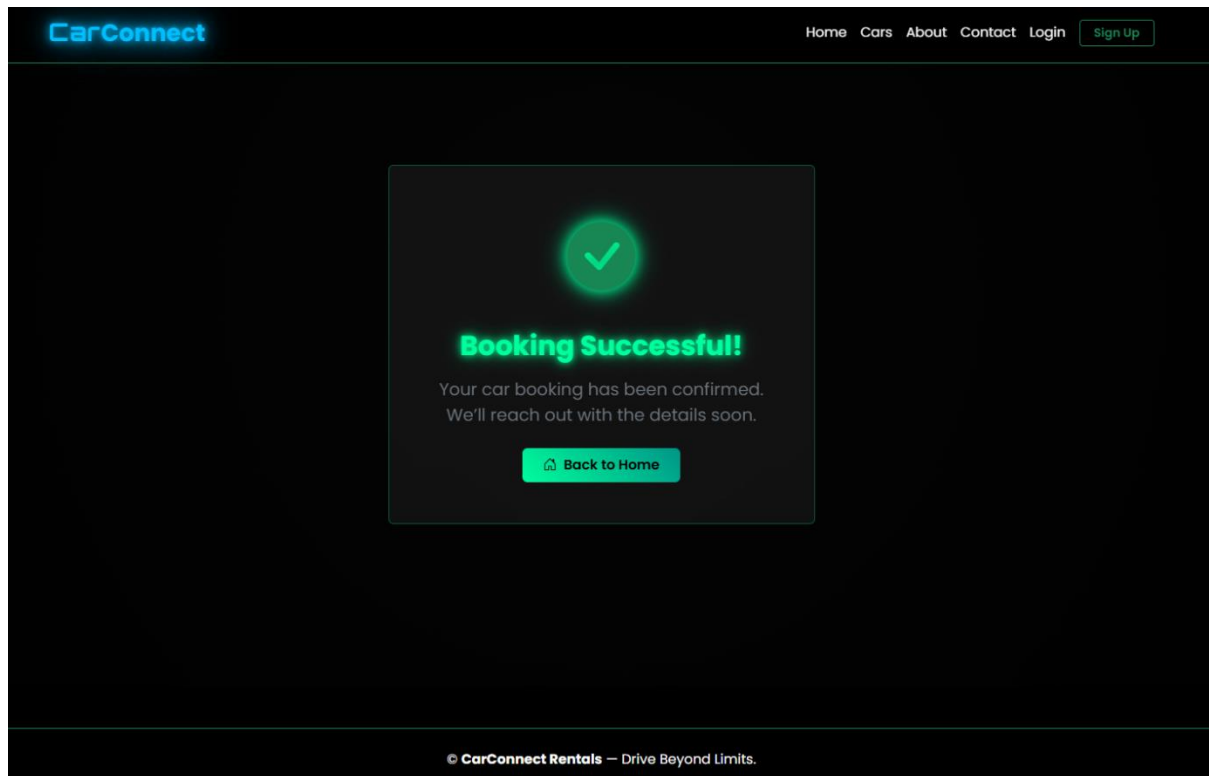 CarConnect
Home Cars About Contact Login Sign Up
Booking Successful!
Your car booking has been confirmed.
We’ll reach out with the details soon.
Back to Home
© CarConnect Rentals — Drive Beyond Limits.